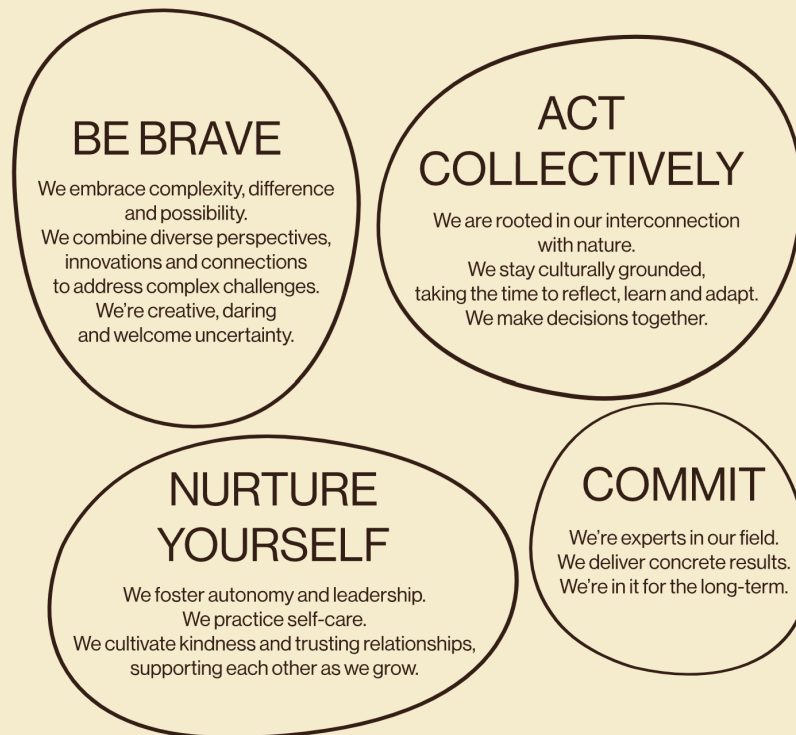 BE BRAVE
We embrace complexity, difference
and possibility.
We combine diverse perspectives,
innovations and connections
to address complex challenges.
We're creative, daring
and welcome uncertainty.
ACT
COLLECTIVELY
We are rooted in our interconnection
with nature.
We stay culturally grounded,
taking the time to reflect, learn and adapt.
We make decisions together.
NURTURE
YOURSELF
We foster autonomy and leadership.
We practice self-care.
We cultivate kindness and trusting relationships,
supporting each other as we grow.
COMMIT
We're experts in our field.
We deliver concrete results.
We're in it for the long-term.